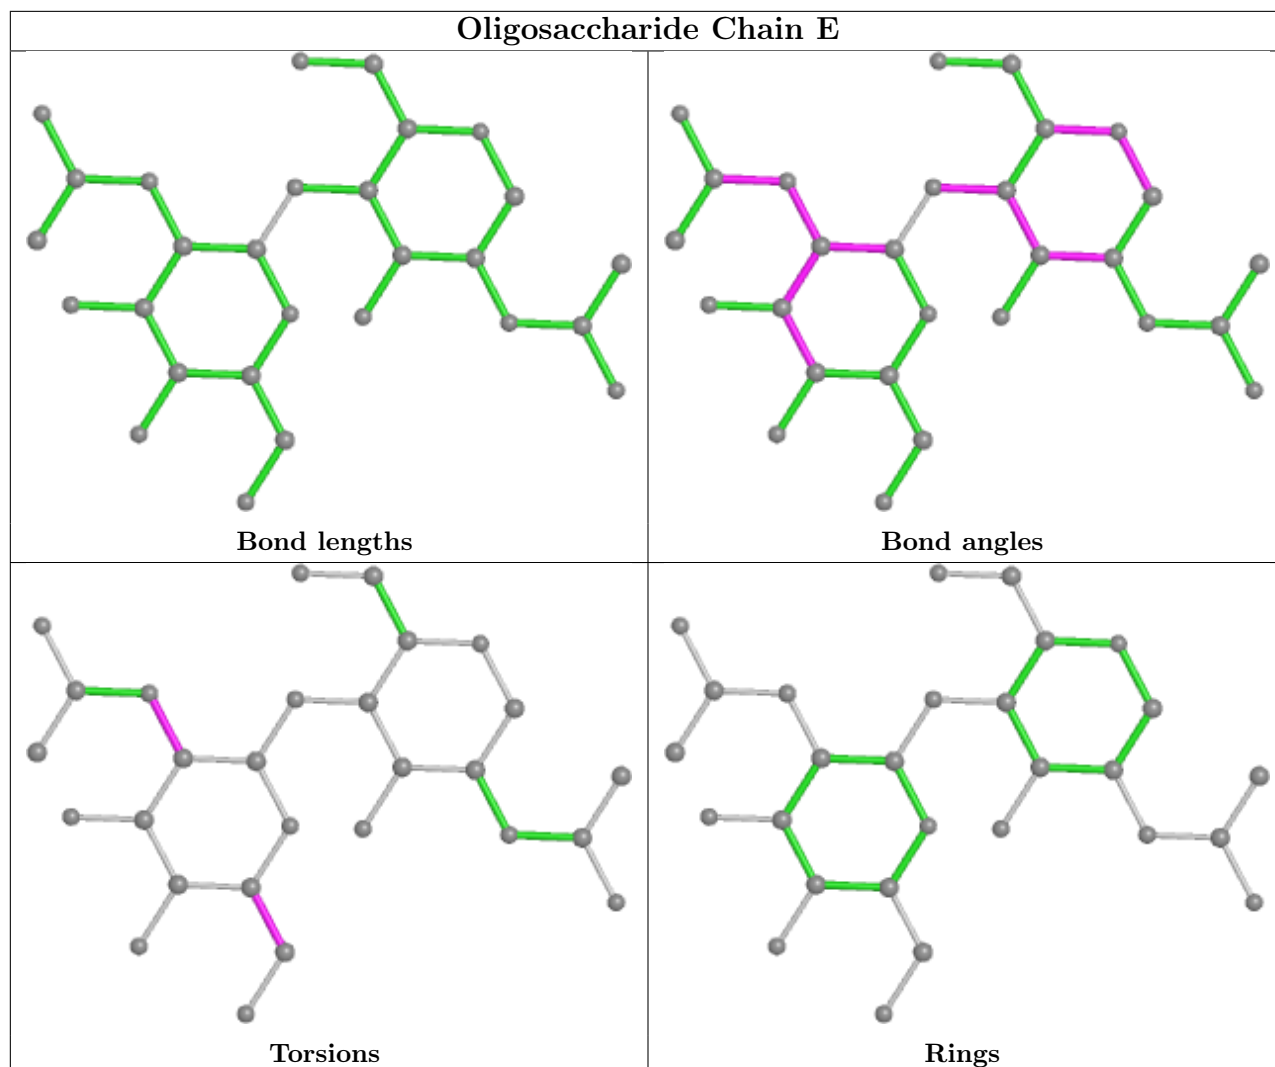 Oligosaccharide Chain E
Bond lengths
Bond angles
Torsions
Rings